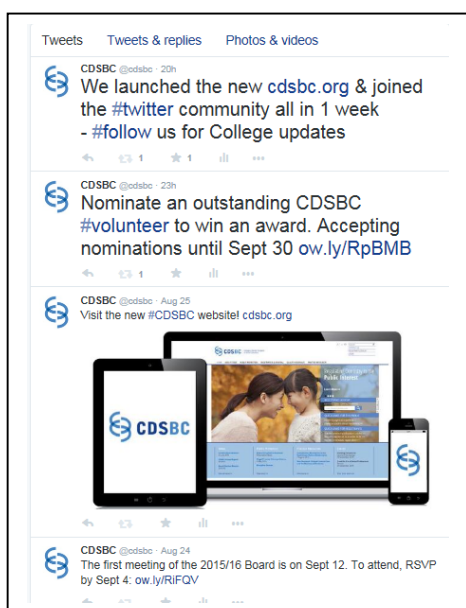 Tweets Tweets & replies Photos & videos
CDSBC @cdsbc · 20h
We launched the new cdsbc.org & joined
the #twitter community all in 1 week
- #follow us for College updates
1 1
CDSBC @cdsbc · 23h
Nominate an outstanding CDSBC
#volunteer to win an award. Accepting
nominations until Sept 30 ow.ly/RpBMB
1
CDSBC @cdsbc · Aug 25
Visit the new #CDSBC website! cdsbc.org
CDSBC
CDSBC
Public Interest
CDSBC @cdsbc · Aug 24
The first meeting of the 2015/16 Board is on Sept 12. To attend, RSVP
by Sept 4: ow.ly/RiFQV